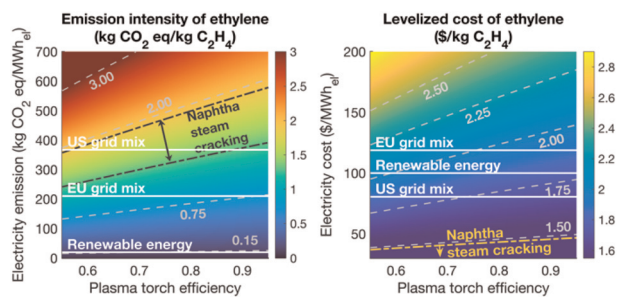 Emission intensity of ethylene
(kg CO2 eq/kg C2H4)
Electricity emission (kg CO2 eq/MWhel)
700
600
500
400
300
200
100
0
3.00
2.00
Naphtha
steam
cracking
US grid mix
EU grid mix
0.75
Renewable energy
0.15
0.6
0.7
0.8
0.9
Plasma torch efficiency
3
2.5
2
1.5
1
0.5
0
Levelized cost of ethylene
($/kg C2H4)
Electricity cost ($/MWhel)
200
150
100
50
2.50
2.25
EU grid mix
2.00
Renewable energy
US grid mix
1.75
1.50
Naphtha
steam cracking
0.6
0.7
0.8
0.9
Plasma torch efficiency
2.8
2.6
2.4
2.2
2
1.8
1.6